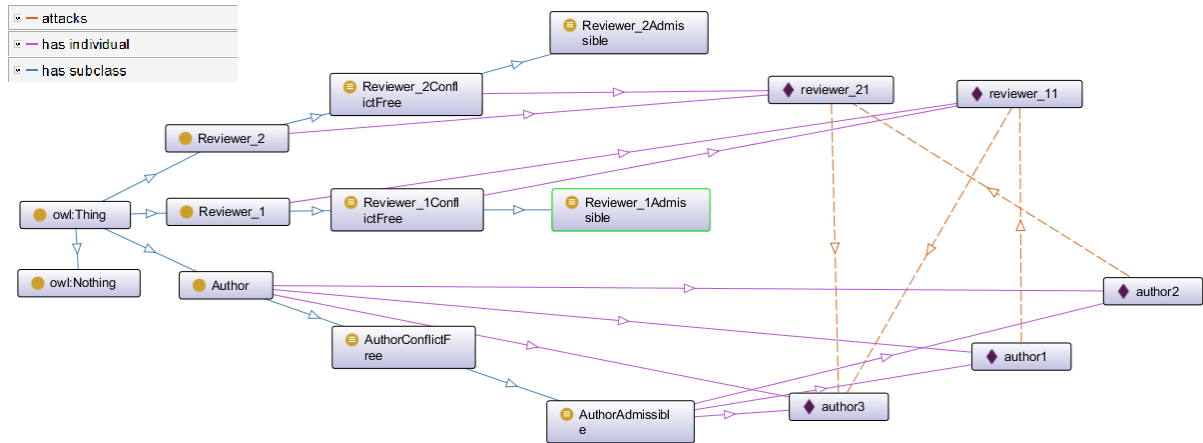 attacks
has individual
has subclass
Reviewer_2Admis
sible
Reviewer_2Confl
ictFree
reviewer_21
reviewer_11
Reviewer_2
owl:Thing
Reviewer_1
Reviewer_1Confl
ictFree
Reviewer_1Admis
sible
owl:Nothing
Author
author2
AuthorConflictF
ree
author1
AuthorAdmissibl
e
author3